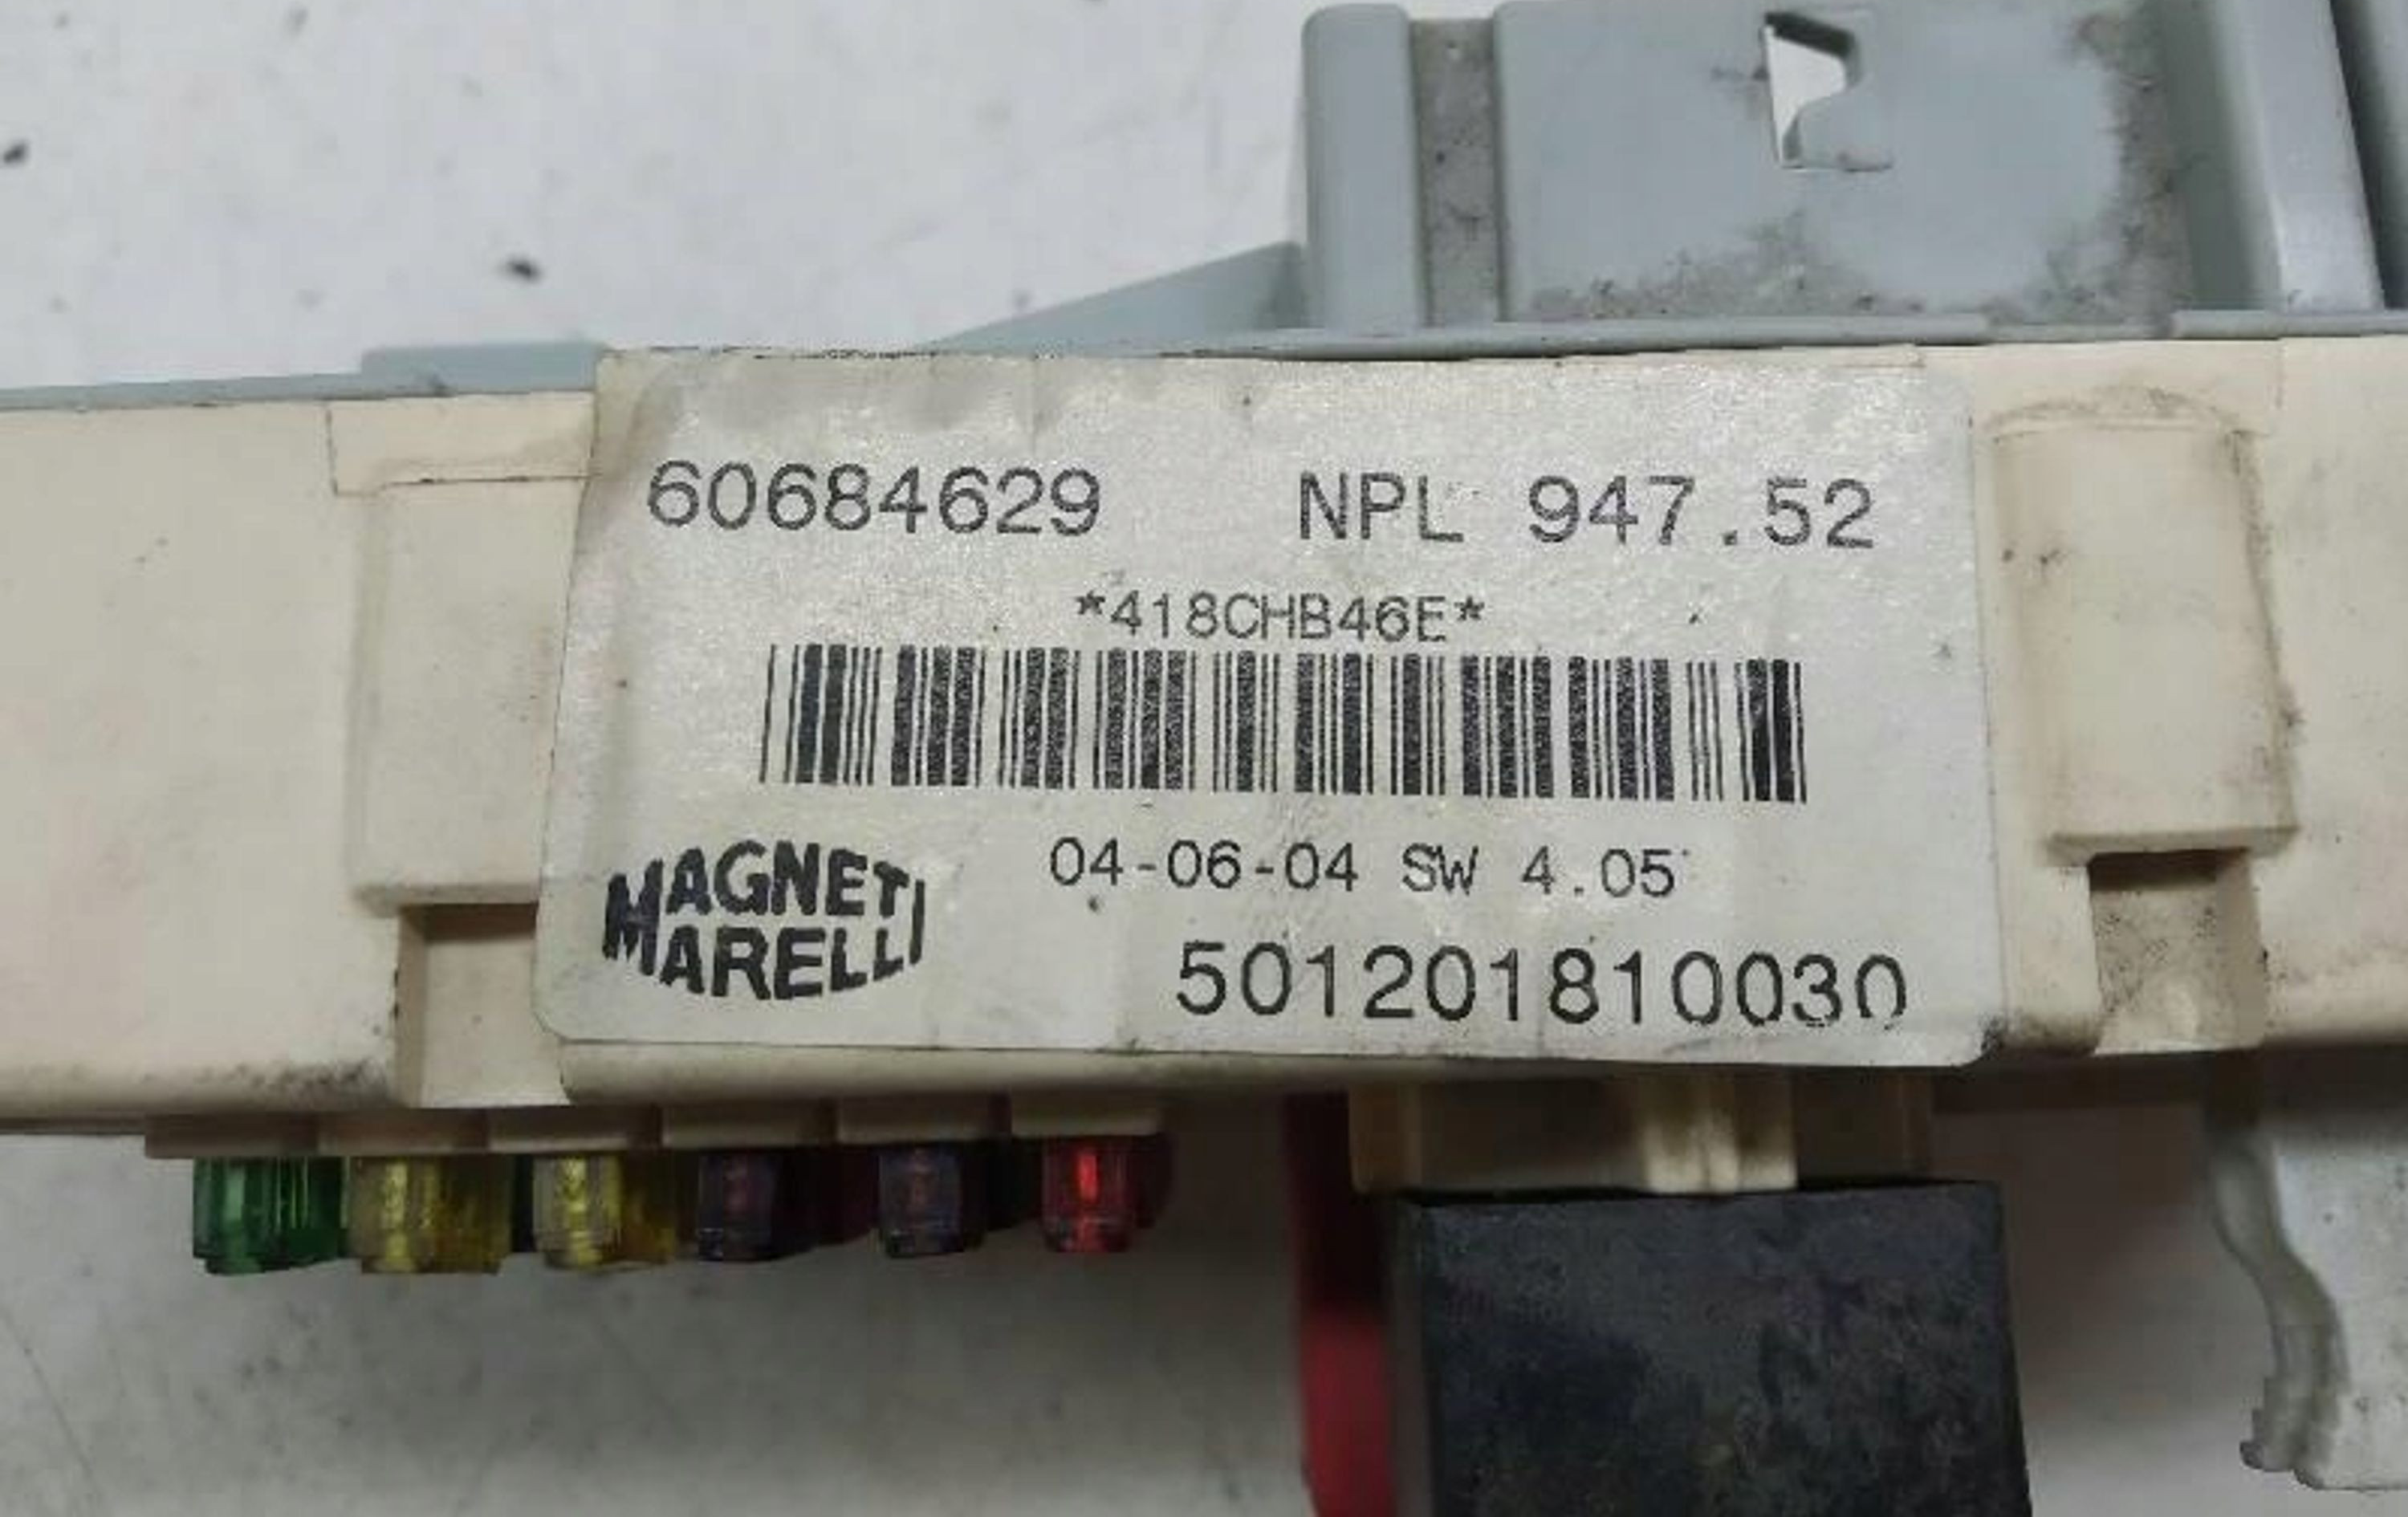 60684629 NPL 947.52
*418CHB46E*
MAGNETI
MARELLI
04-06-04 SW 4.05
501201810030